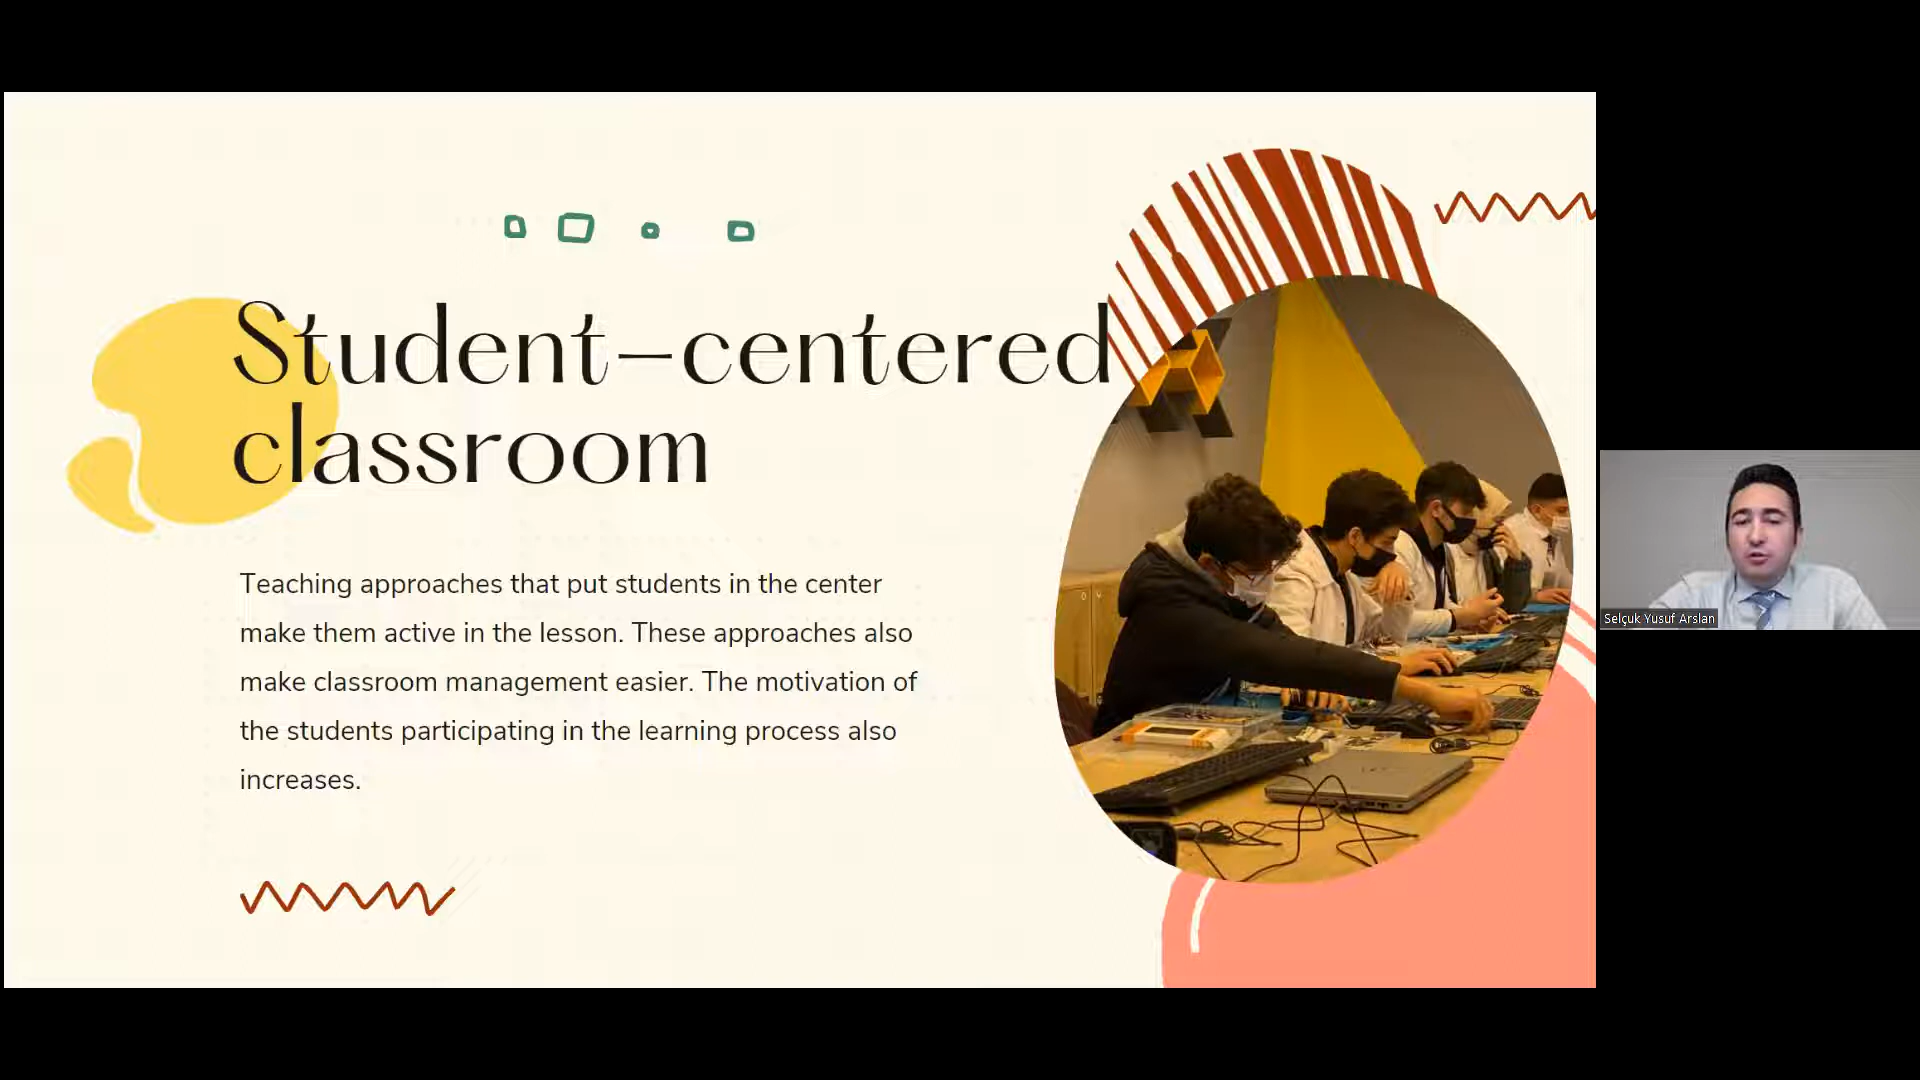 Student-centered
classroom
Teaching approaches that put students in the center
make them active in the lesson. These approaches also
make classroom management easier. The motivation of
the students participating in the learning process also
increases.
Selçuk Yusuf Arslan